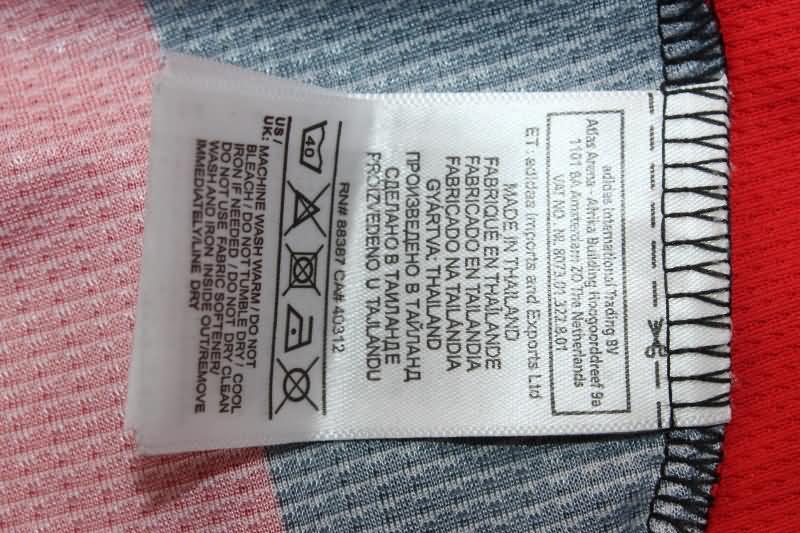 adidas International Trading BV
Atlas Arena - Afrika Building Hoogoorddreef 9a
1101 BA Amsterdam ZO The Netherlands
VAT NO. NL8073.01.322.B.01
ET: adidas Imports and Exports Ltd
MADE IN THAILAND
FABRIQUÉ EN THAÏLANDE
FABRICADO EN TAILANDIA
FABRICADO NA TAILÂNDIA
GYÁRTVA: THAILAND
ПРОИЗВЕДЕНО В ТАЙЛАНД
СДЕЛАНО В ТАИЛАНДЕ
PROIZVEDENO U TAJLANDU
RN# 88387 CA# 40312
40
US /
UK: MACHINE WASH WARM / DO NOT
BLEACH / DO NOT TUMBLE DRY / COOL
IRON IF NEEDED / DO NOT DRY CLEAN
DO NOT USE FABRIC SOFTENER/
WASH AND IRON INSIDE OUT/REMOVE
IMMEDIATELY/LINE DRY